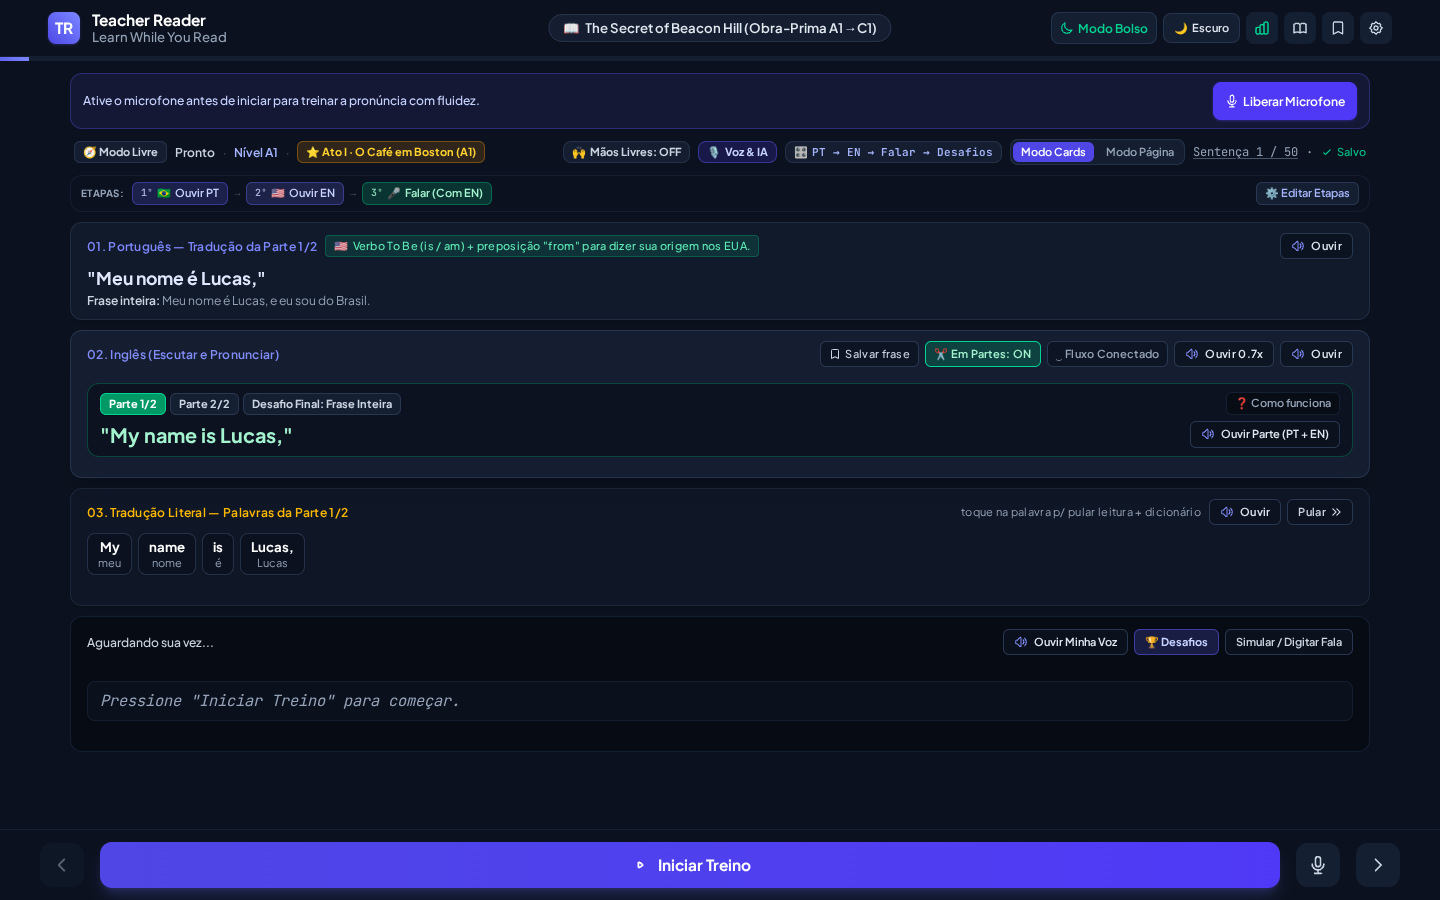 TR Teacher Reader
Learn While You Read
📖 The Secret of Beacon Hill (Obra-Prima A1→C1)
Modo Bolso
🌙 Escuro
Ative o microfone antes de iniciar para treinar a pronúncia com fluidez.
Liberar Microfone
🧭 Modo Livre Pronto · Nível A1 · ⭐ Ato I · O Café em Boston (A1)
🙌 Mãos Livres: OFF 🎙️ Voz & IA 🎛️ PT → EN → Falar → Desafios Modo Cards Modo Página Sentença 1 / 50 · ✓ Salvo
ETAPAS: 1° 🇧🇷 Ouvir PT → 2° 🇺🇸 Ouvir EN → 3° 🎤 Falar (Com EN)
⚙️ Editar Etapas
01. Português — Tradução da Parte 1/2 🇺🇸 Verbo To Be (is / am) + preposição "from" para dizer sua origem nos EUA.
Ouvir
"Meu nome é Lucas,"
Frase inteira: Meu nome é Lucas, e eu sou do Brasil.
02. Inglês (Escutar e Pronunciar)
Salvar frase ✂️ Em Partes: ON ‿ Fluxo Conectado Ouvir 0.7x Ouvir
Parte 1/2 Parte 2/2 Desafio Final: Frase Inteira
❓ Como funciona
"My name is Lucas,"
Ouvir Parte (PT + EN)
03. Tradução Literal — Palavras da Parte 1/2
toque na palavra p/ pular leitura + dicionário Ouvir Pular
My name is Lucas,
meu nome é Lucas
Aguardando sua vez...
Ouvir Minha Voz 🏆 Desafios Simular / Digitar Fala
Pressione "Iniciar Treino" para começar.
Iniciar Treino